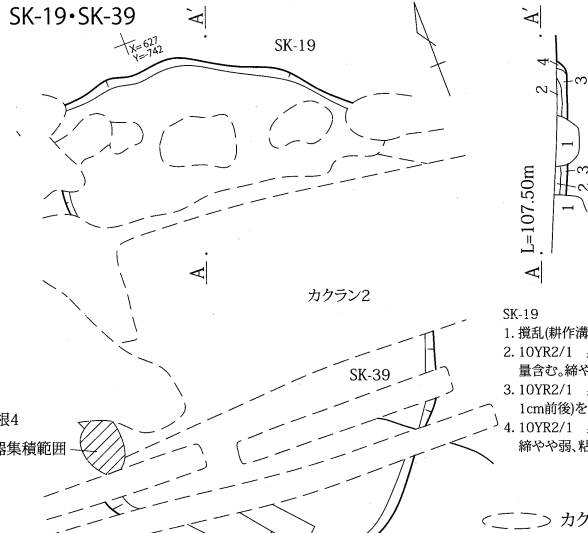 SK-19・SK-39
A'
X=627
Y=-742
SK-19
A
カクラン2
SK-39
根4
器集積範囲
A'
4
3
2
1
3
2
1
L=107.50m
A
SK-19
1. 攪乱(耕作溝
2. 10YR2/1
量含む。締や
3. 10YR2/1
1cm前後)を
4. 10YR2/1
締やや弱、粘
カク